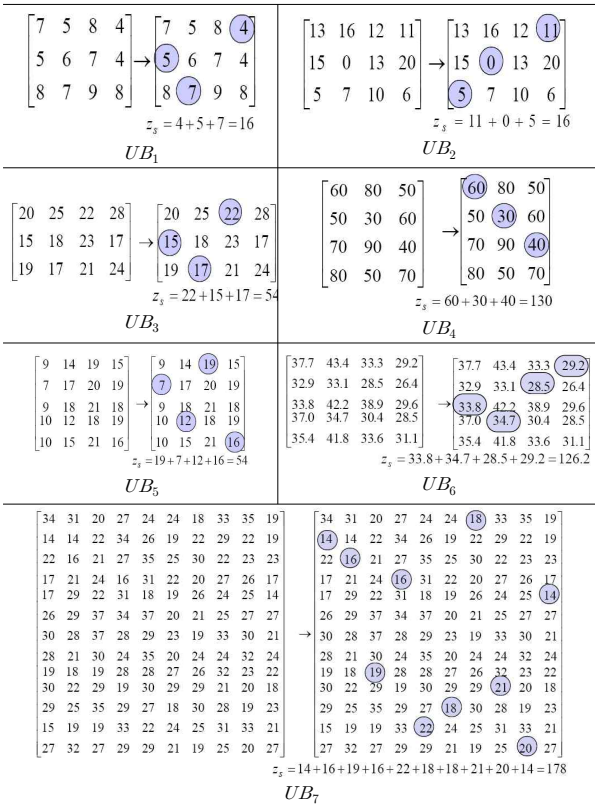 7 5 8 4 → 7 5 8 4
5 6 7 4 5 6 7 4
8 7 9 8 8 7 9 8
z_s = 4+5+7 = 16
UB_1
13 16 12 11 → 13 16 12 11
15 0 13 20 15 0 13 20
5 7 10 6 5 7 10 6
z_s = 11 + 0 + 5 = 16
UB_2
20 25 22 28 → 20 25 22 28
15 18 23 17 15 18 23 17
19 17 21 24 19 17 21 24
z_s = 22+15+17 = 54
UB_3
60 80 50 → 60 80 50
50 30 60 50 30 60
70 90 40 70 90 40
80 50 70 80 50 70
z_s = 60+30+40 = 130
UB_4
9 14 19 15 → 9 14 19 15
7 17 20 19 7 17 20 19
9 18 21 18 9 18 21 18
10 12 18 19 10 12 18 19
10 15 21 16 10 15 21 16
z_s = 19+7+12+16 = 54
UB_5
37.7 43.4 33.3 29.2 → 37.7 43.4 33.3 29.2
32.9 33.1 28.5 26.4 32.9 33.1 28.5 26.4
33.8 42.2 38.9 29.6 33.8 42.2 38.9 29.6
37.0 34.7 30.4 28.5 37.0 34.7 30.4 28.5
35.4 41.8 33.6 31.1 35.4 41.8 33.6 31.1
z_s = 33.8+34.7+28.5+29.2 = 126.2
UB_6
34 31 20 27 24 24 18 33 35 19 → 34 31 20 27 24 24 18 33 35 19
14 14 22 34 26 19 22 29 22 19 14 14 22 34 26 19 22 29 22 19
22 16 21 27 35 25 30 22 23 23 22 16 21 27 35 25 30 22 23 23
17 21 24 16 31 22 20 27 26 17 17 21 24 16 31 22 20 27 26 17
17 29 22 31 18 19 26 24 25 14 17 29 22 31 18 19 26 24 25 14
26 29 37 34 37 20 21 25 27 27 26 29 37 34 37 20 21 25 27 27
30 28 37 28 29 23 19 33 30 21 30 28 37 28 29 23 19 33 30 21
28 21 30 24 35 20 24 24 32 24 28 21 30 24 35 20 24 24 32 24
19 18 19 28 28 27 26 32 23 22 19 18 19 28 28 27 26 32 23 22
30 22 29 19 30 29 29 21 20 18 30 22 29 19 30 29 29 21 20 18
29 25 35 29 27 18 30 28 19 23 29 25 35 29 27 18 30 28 19 23
15 19 19 33 22 24 25 31 33 21 15 19 19 33 22 24 25 31 33 21
27 32 27 29 29 21 19 25 20 27 27 32 27 29 29 21 19 25 20 27
z_s = 14+16+19+16+22+18+18+21+20+14 = 178
UB_7